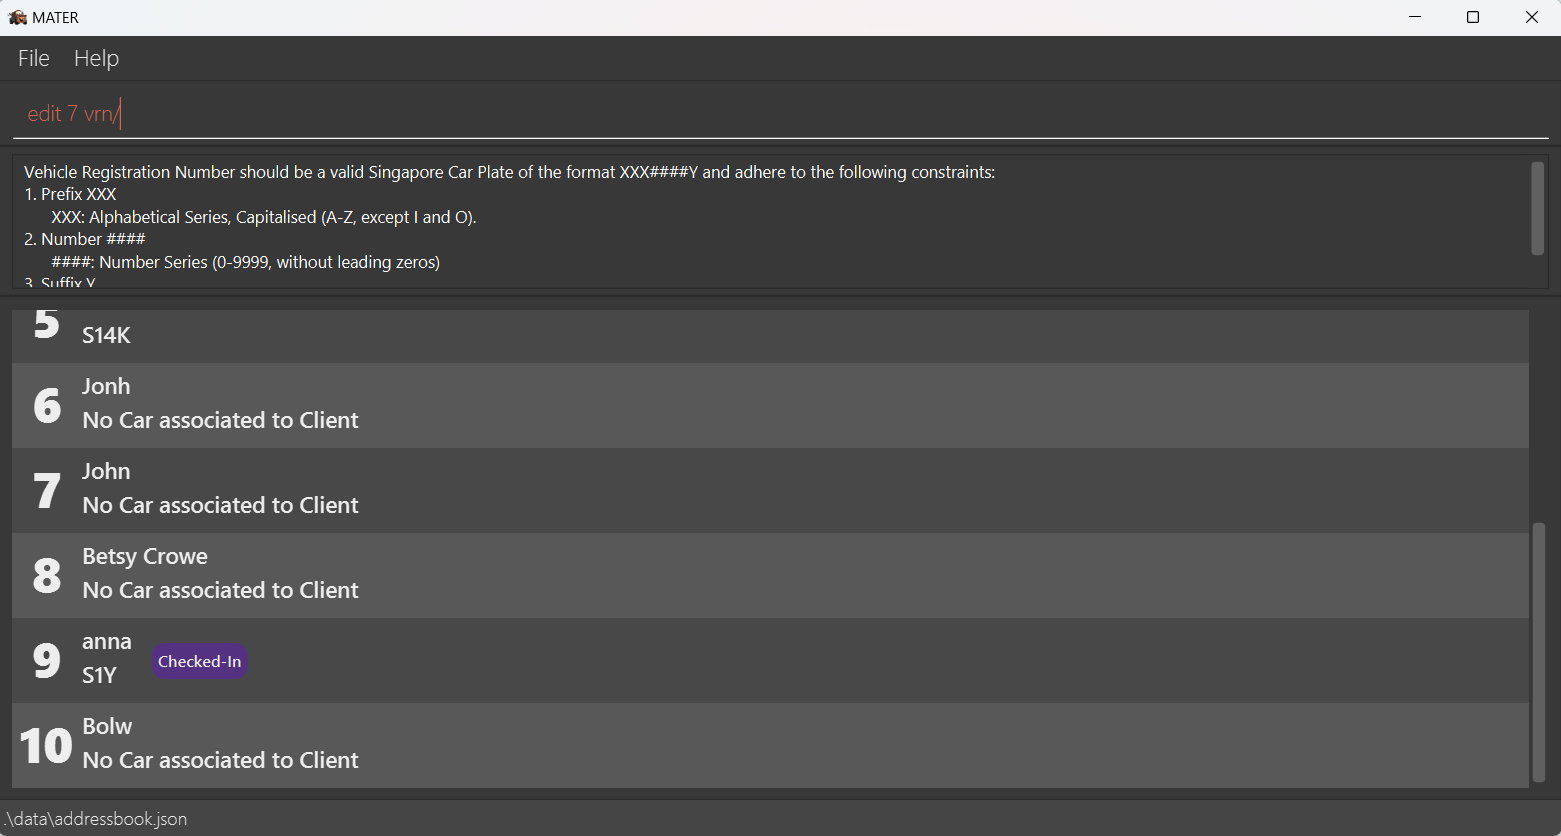 MATER
File Help
edit 7 vrn/
Vehicle Registration Number should be a valid Singapore Car Plate of the format XXX####Y and adhere to the following constraints:
1. Prefix XXX
XXX: Alphabetical Series, Capitalised (A-Z, except I and O).
2. Number ####
####: Number Series (0-9999, without leading zeros)
3. Suffix Y
5
S14K
6
Jonh
No Car associated to Client
7
John
No Car associated to Client
8
Betsy Crowe
No Car associated to Client
9
anna
S1Y
Checked-In
10
Bolw
No Car associated to Client
.\data\addressbook.json